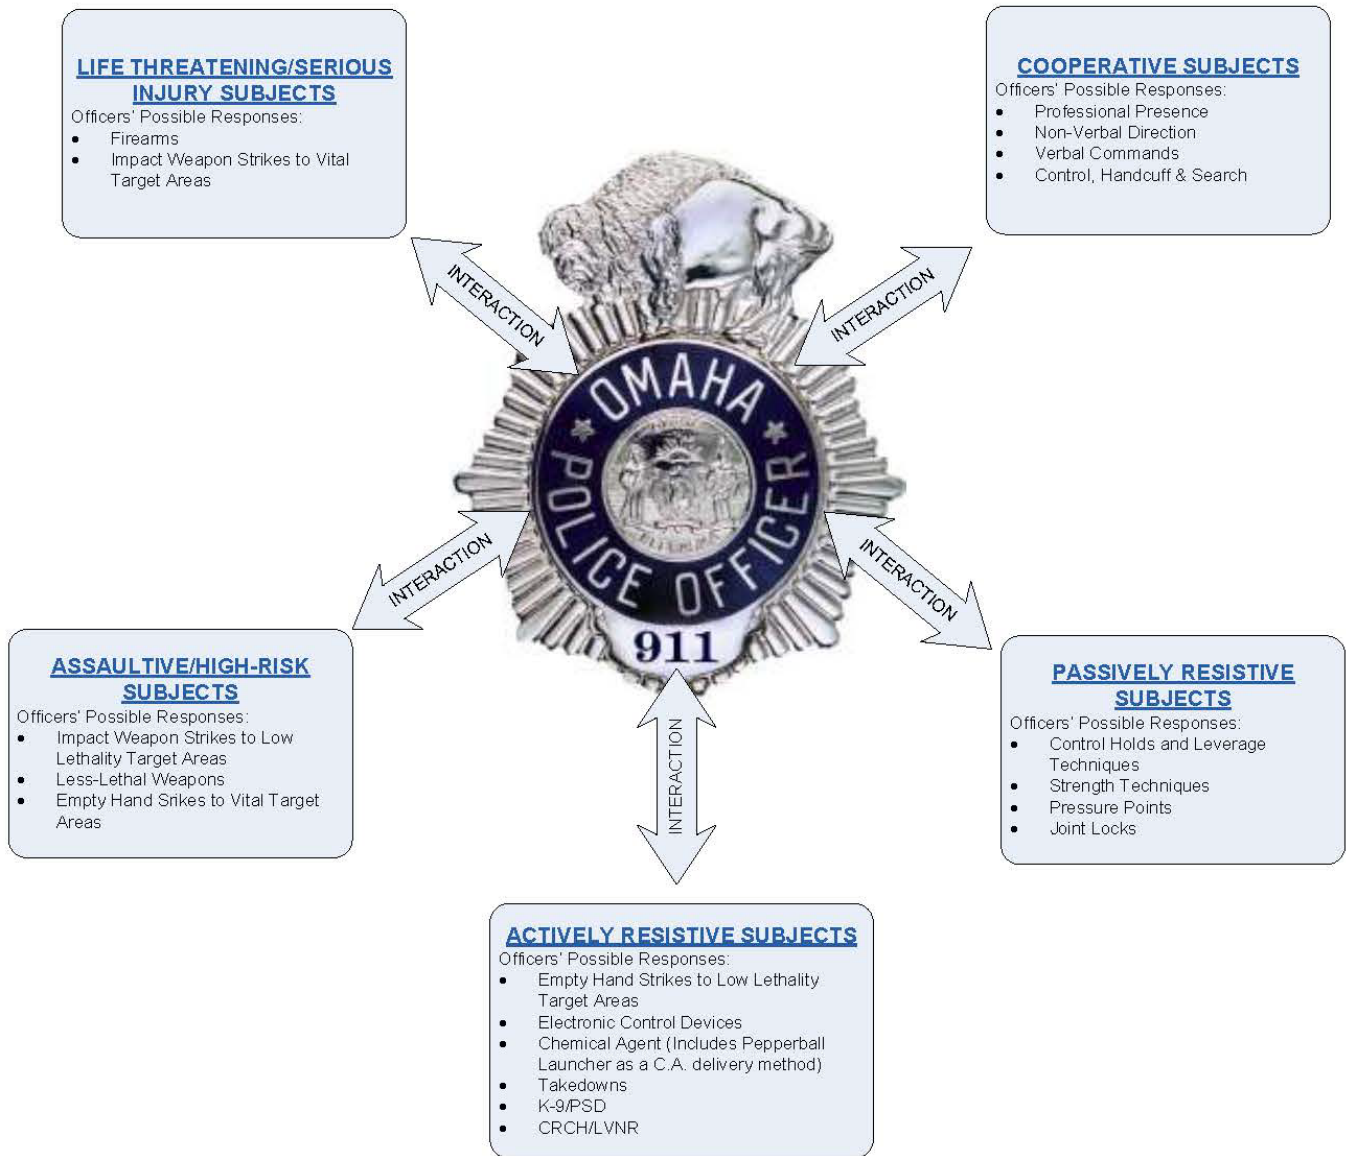 LIFE THREATENING/SERIOUS
INJURY SUBJECTS
Officers' Possible Responses:
• Firearms
• Impact Weapon Strikes to Vital
Target Areas
COOPERATIVE SUBJECTS
Officers' Possible Responses:
• Professional Presence
• Non-Verbal Direction
• Verbal Commands
• Control, Handcuff & Search
INTERACTION
INTERACTION
OMAHA
POLICE OFFICER
911
INTERACTION
INTERACTION
INTERACTION
ASSAULTIVE/HIGH-RISK
SUBJECTS
Officers' Possible Responses:
• Impact Weapon Strikes to Low
Lethality Target Areas
• Less-Lethal Weapons
• Empty Hand Srikes to Vital Target
Areas
PASSIVELY RESISTIVE
SUBJECTS
Officers' Possible Responses:
• Control Holds and Leverage
Techniques
• Strength Techniques
• Pressure Points
• Joint Locks
ACTIVELY RESISTIVE SUBJECTS
Officers' Possible Responses:
• Empty Hand Strikes to Low Lethality
Target Areas
• Electronic Control Devices
• Chemical Agent (Includes Pepperball
Launcher as a C.A. delivery method)
• Takedowns
• K-9/PSD
• CRCH/LVNR